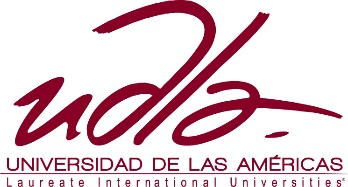 udla.
UNIVERSIDAD DE LAS AMÉRICAS
Laureate International Universities®